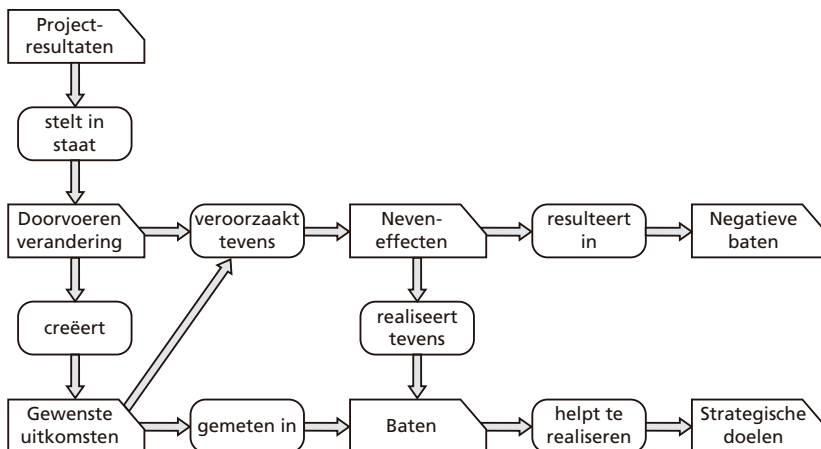 Project-
resultaten
stelt in
staat
Doorvoeren
verandering
veroorzaakt
tevens
Neven-
effecten
resulteert
in
Negatieve
baten
creëert
realiseert
tevens
Gewenste
uitkomsten
gemeten in
Baten
helpt te
realiseren
Strategische
doelen